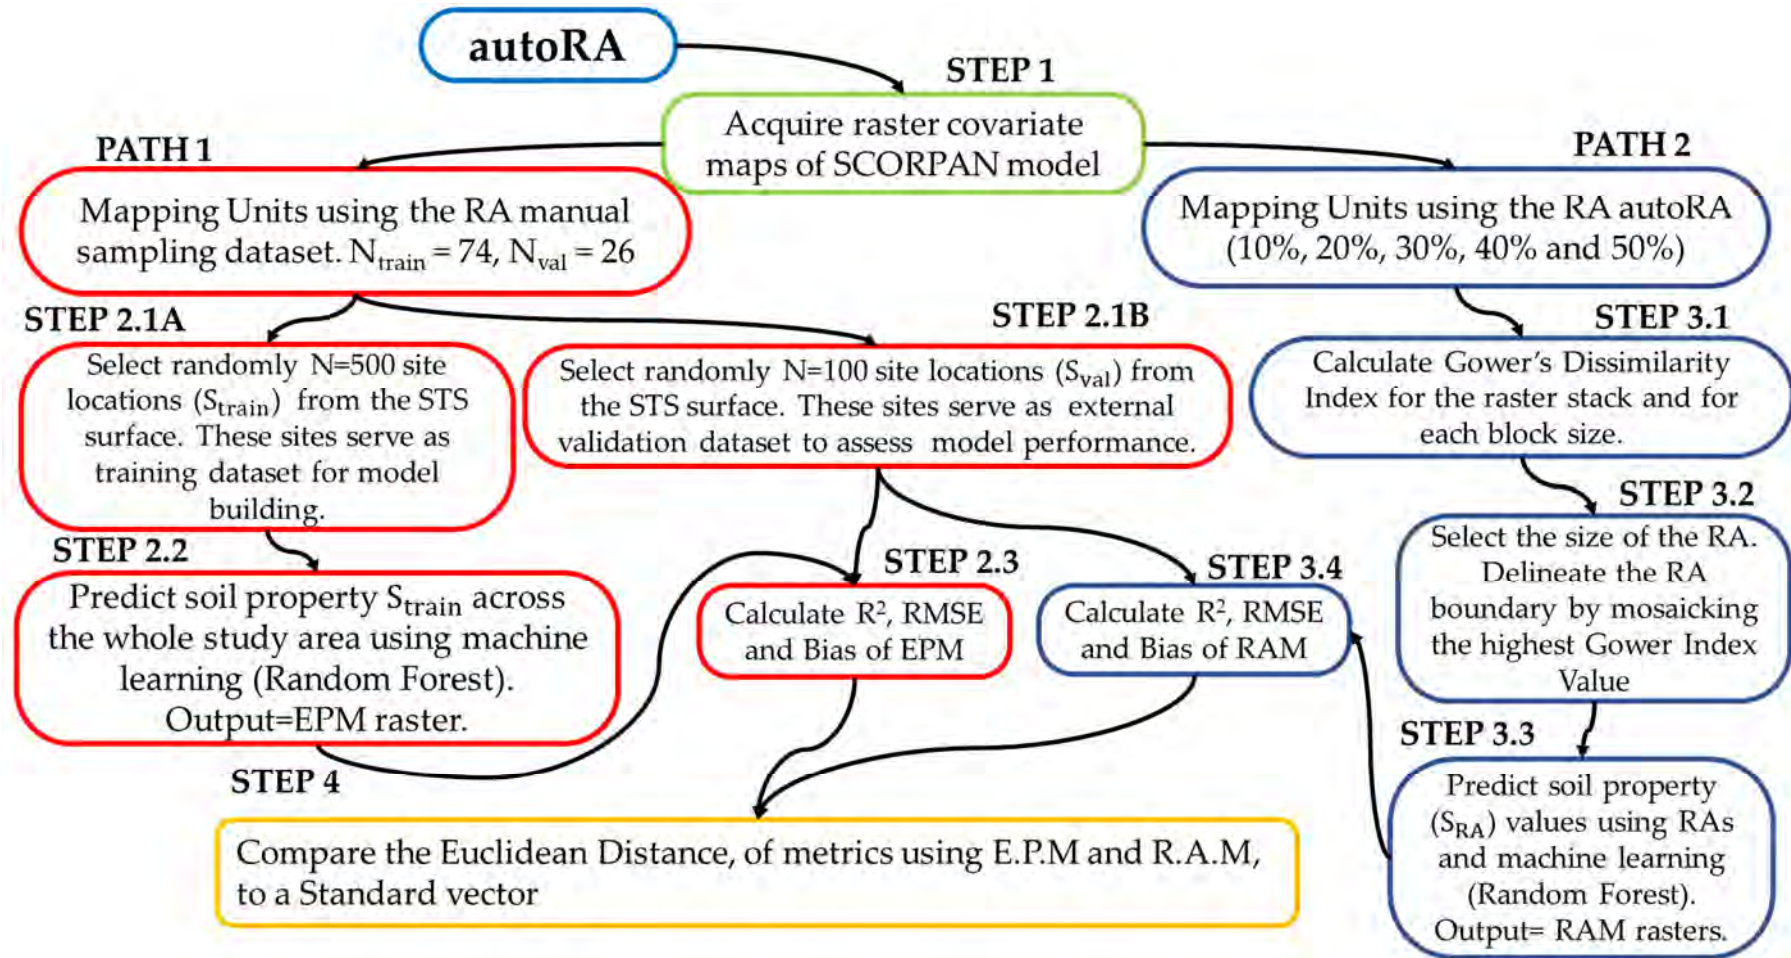 autoRA
STEP 1
Acquire raster covariate
maps of SCORPAN model
PATH 1
Mapping Units using the RA manual
sampling dataset. N_train = 74, N_val = 26
PATH 2
Mapping Units using the RA autoRA
(10%, 20%, 30%, 40% and 50%)
STEP 2.1A
Select randomly N=500 site
locations (S_train) from the STS
surface. These sites serve as
training dataset for model
building.
STEP 2.1B
Select randomly N=100 site locations (S_val) from
the STS surface. These sites serve as external
validation dataset to assess model performance.
STEP 3.1
Calculate Gower's Dissimilarity
Index for the raster stack and for
each block size.
STEP 2.2
Predict soil property S_train across
the whole study area using machine
learning (Random Forest).
Output=EPM raster.
STEP 2.3
Calculate R², RMSE
and Bias of EPM
STEP 3.4
Calculate R², RMSE
and Bias of RAM
STEP 3.2
Select the size of the RA.
Delineate the RA
boundary by mosaicking
the highest Gower Index
Value
STEP 3.3
Predict soil property
(S_RA) values using RAs
and machine learning
(Random Forest).
Output= RAM rasters.
STEP 4
Compare the Euclidean Distance, of metrics using E.P.M and R.A.M,
to a Standard vector